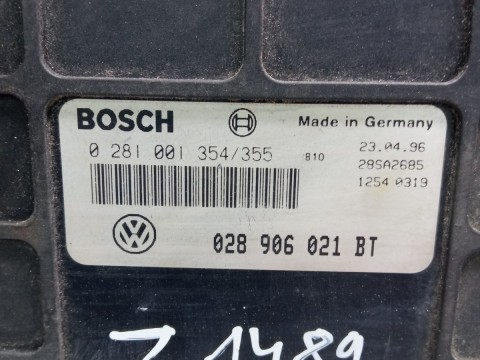 BOSCH Made in Germany
0 281 001 354/355 810 23.04.96
28SA2685
1254 0319
028 906 021 BT
Z 1489